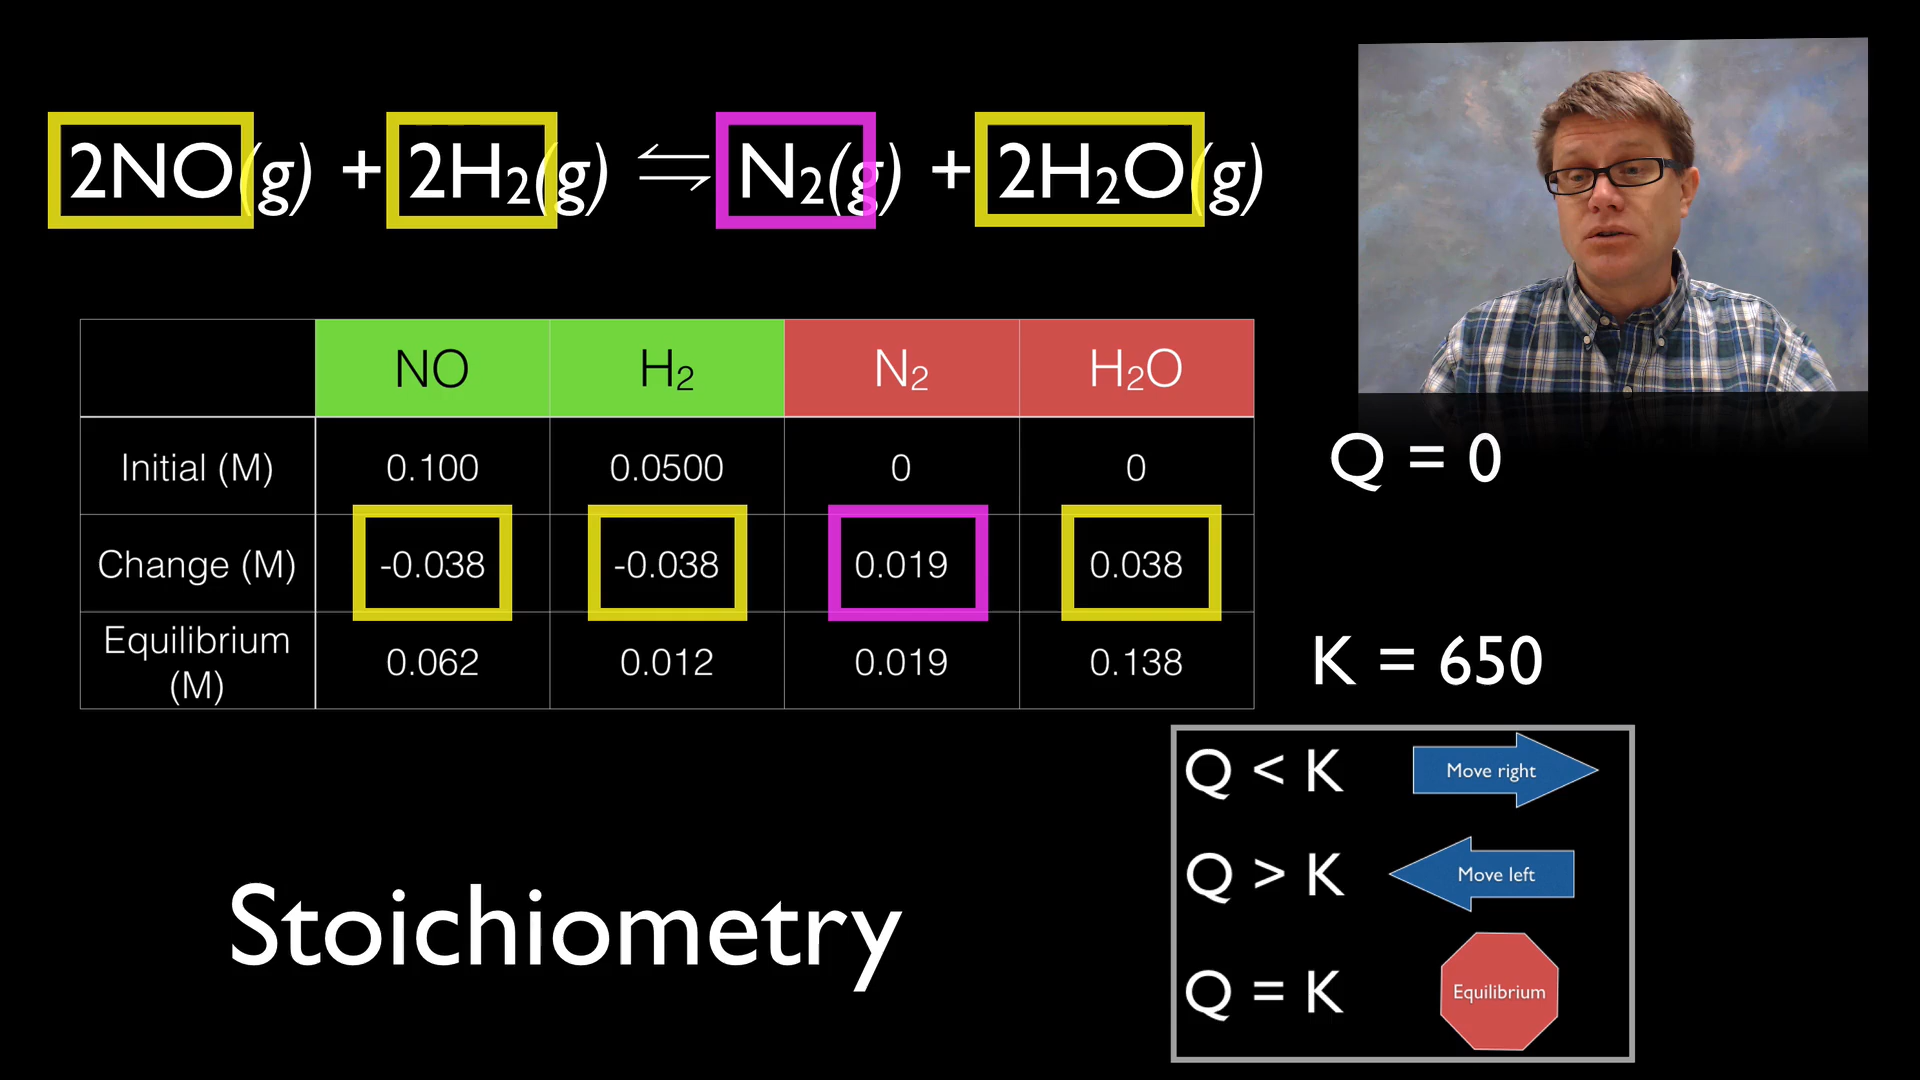 2NO(g) + 2H₂(g) ⇌ N₂(g) + 2H₂O(g)
NO H₂ N₂ H₂O
Initial (M) 0.100 0.0500 0 0
Change (M) -0.038 -0.038 0.019 0.038
Equilibrium (M) 0.062 0.012 0.019 0.138
Q = 0
K = 650
Q < K Move right
Q > K Move left
Q = K Equilibrium
Stoichiometry